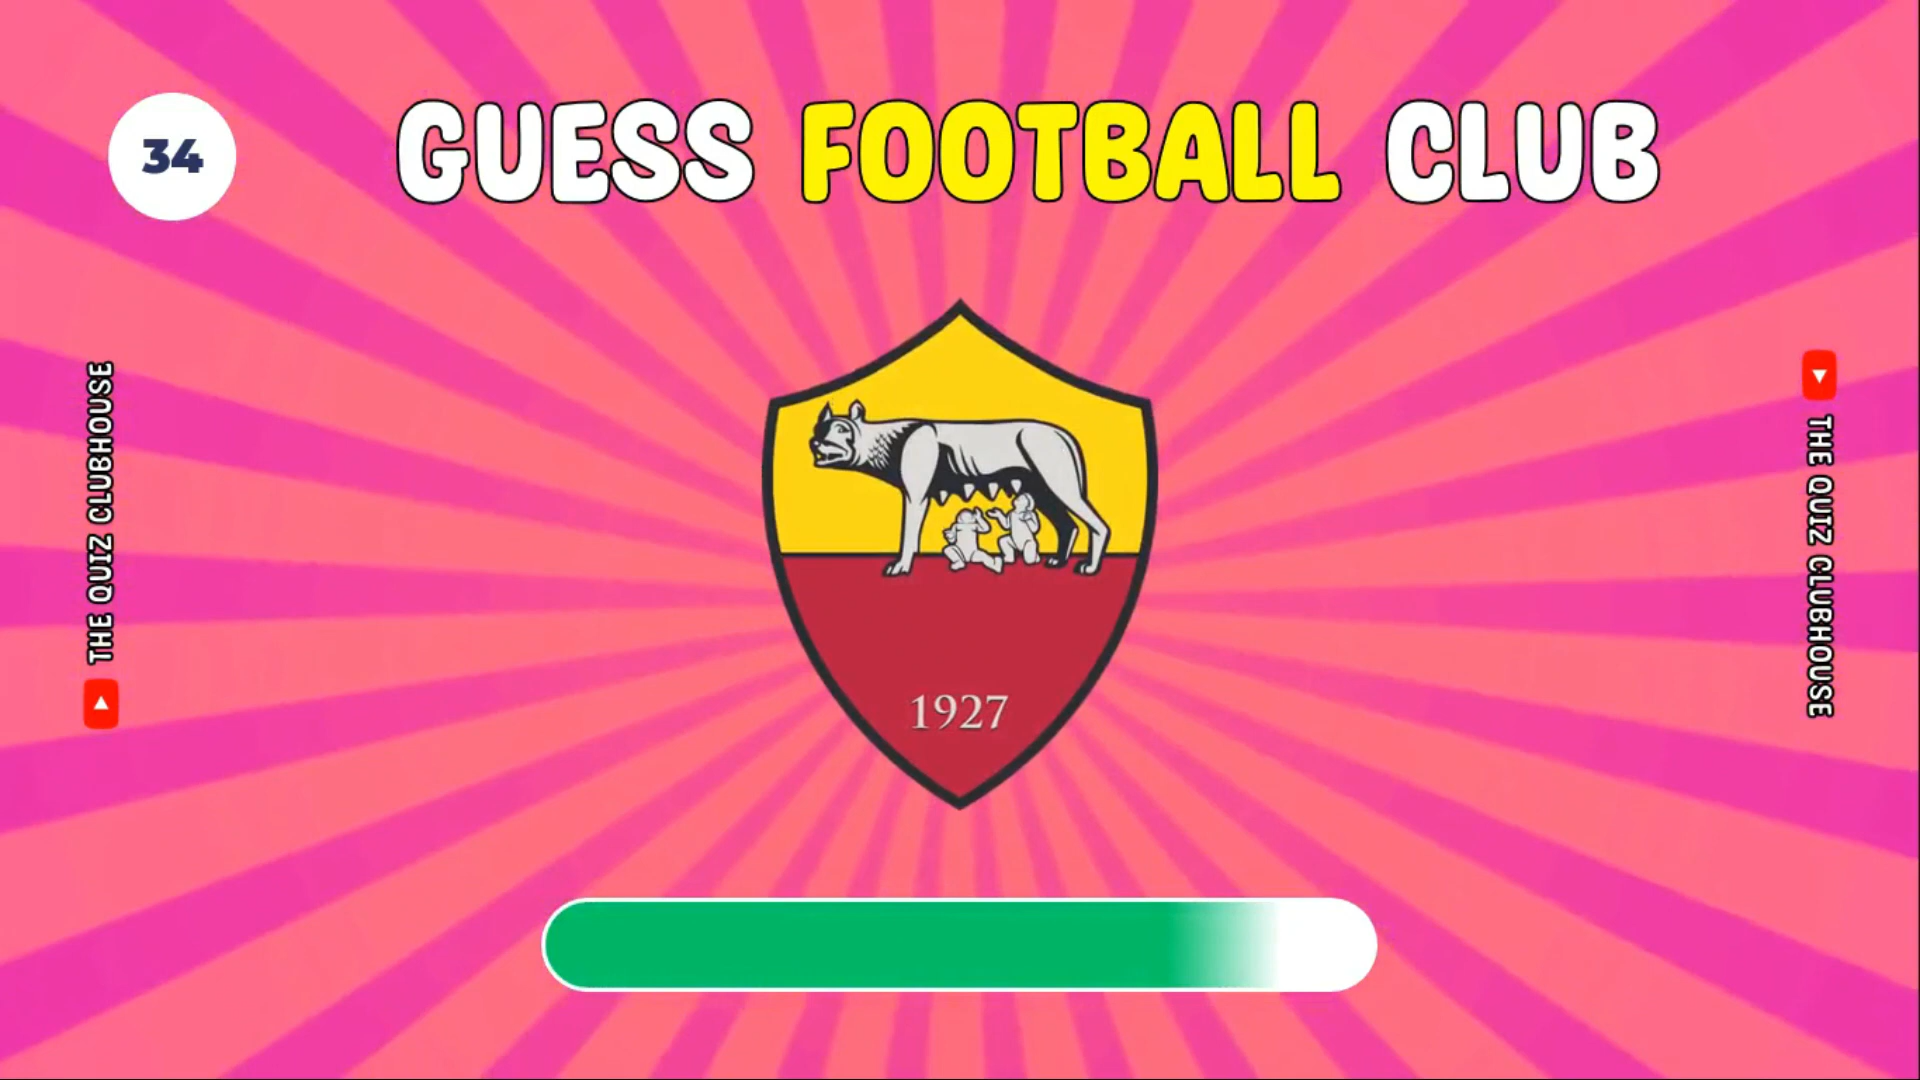 34
GUESS FOOTBALL CLUB
THE QUIZ CLUBHOUSE
THE QUIZ CLUBHOUSE
1927